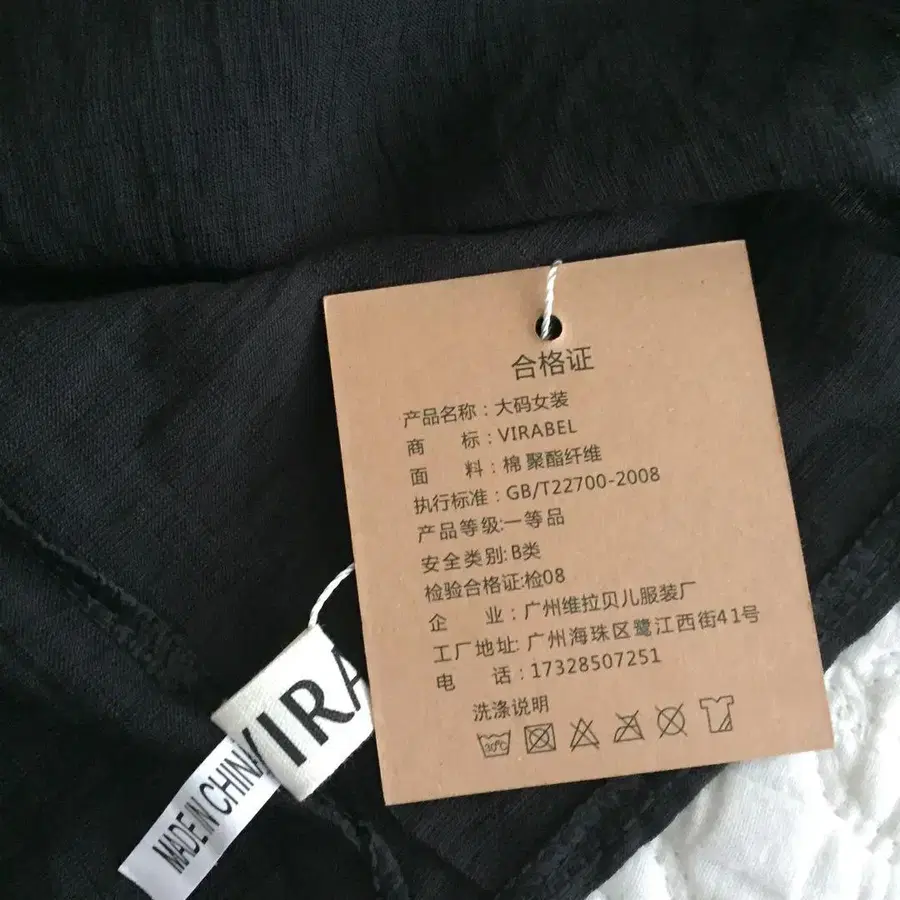 合格证
产品名称：大码女装
商 标：VIRABEL
面 料：棉 聚酯纤维
执行标准：GB/T22700-2008
产品等级:一等品
安全类别:B类
检验合格证:检08
企 业：广州维拉贝儿服装厂
工厂地址: 广州海珠区鹭江西街41号
电 话：17328507251
洗涤说明
30℃
VIRA
MADE IN CHINA